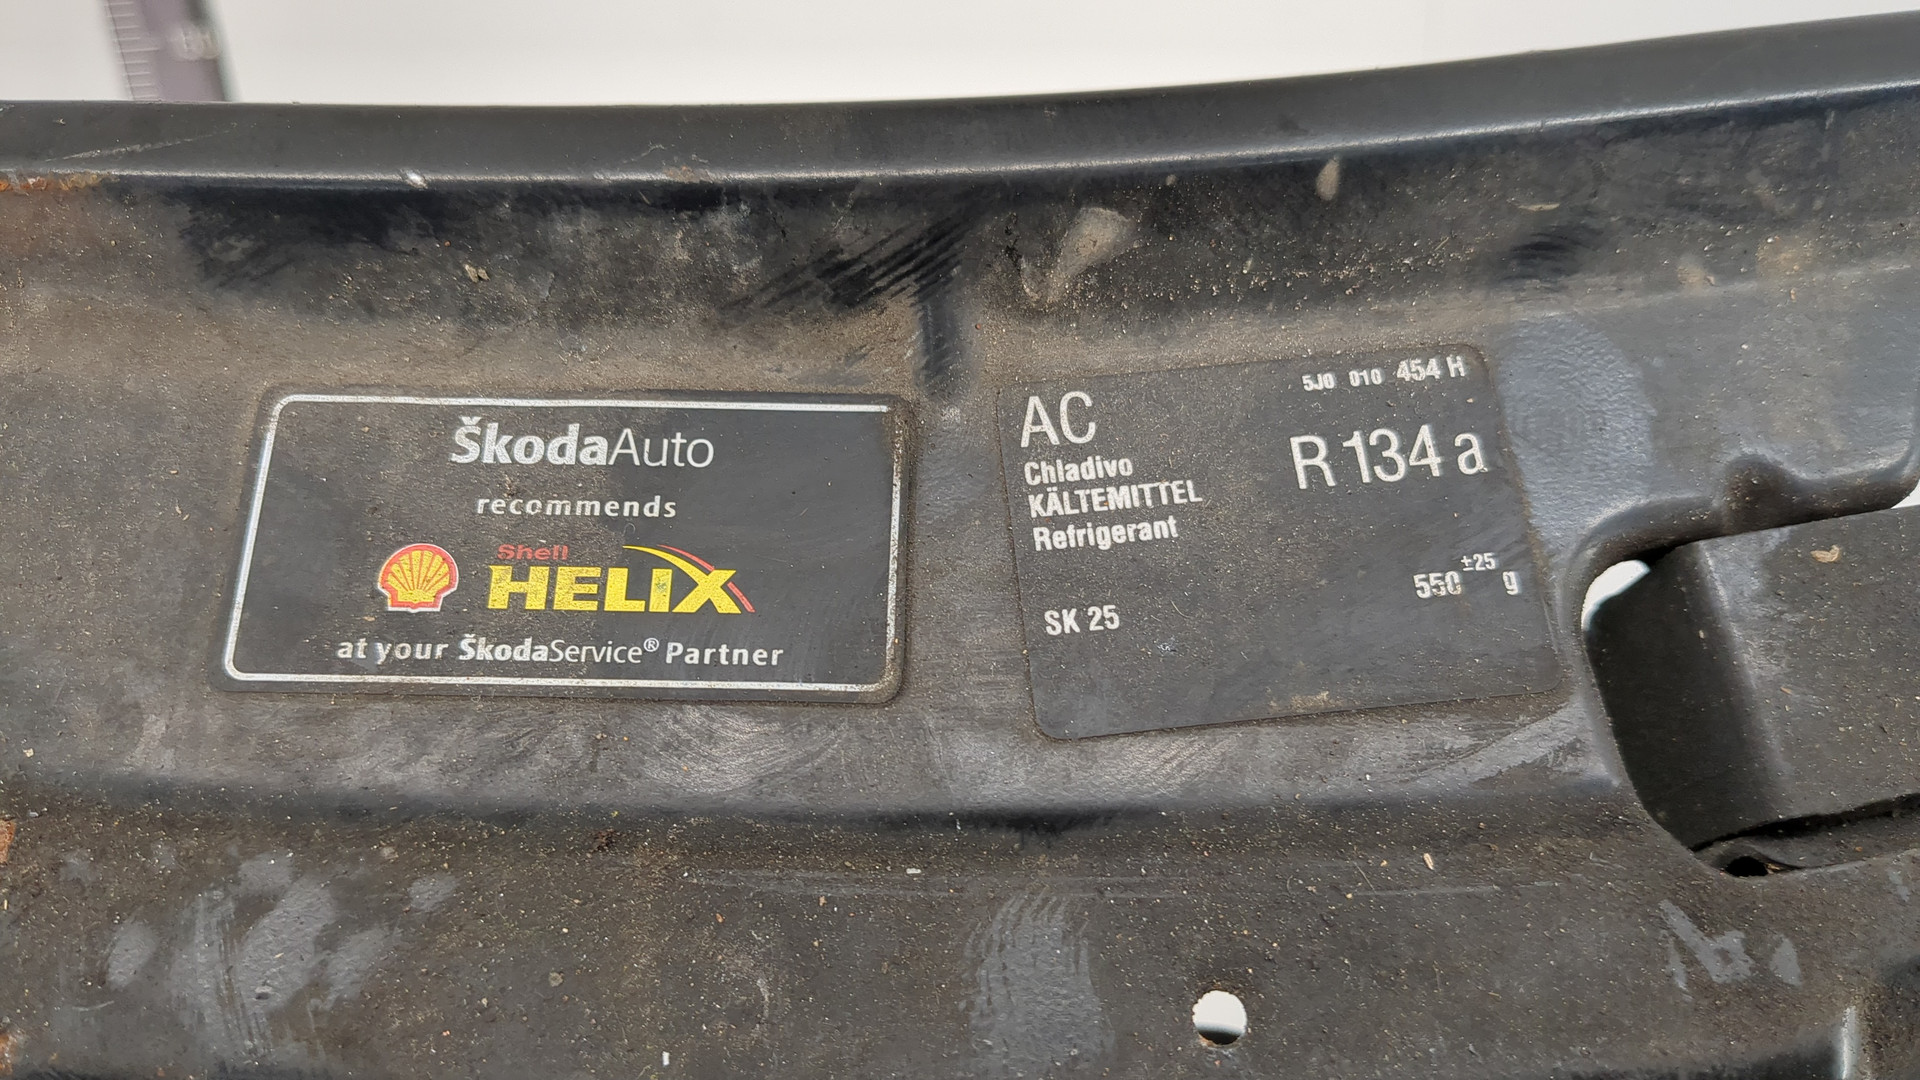 ŠkodaAuto
recommends
Shell
HELIX
at your ŠkodaService® Partner
5J0 010 454 H
AC
R 134 a
Chladivo
KÄLTEMITTEL
Refrigerant
550 ±25 g
SK 25